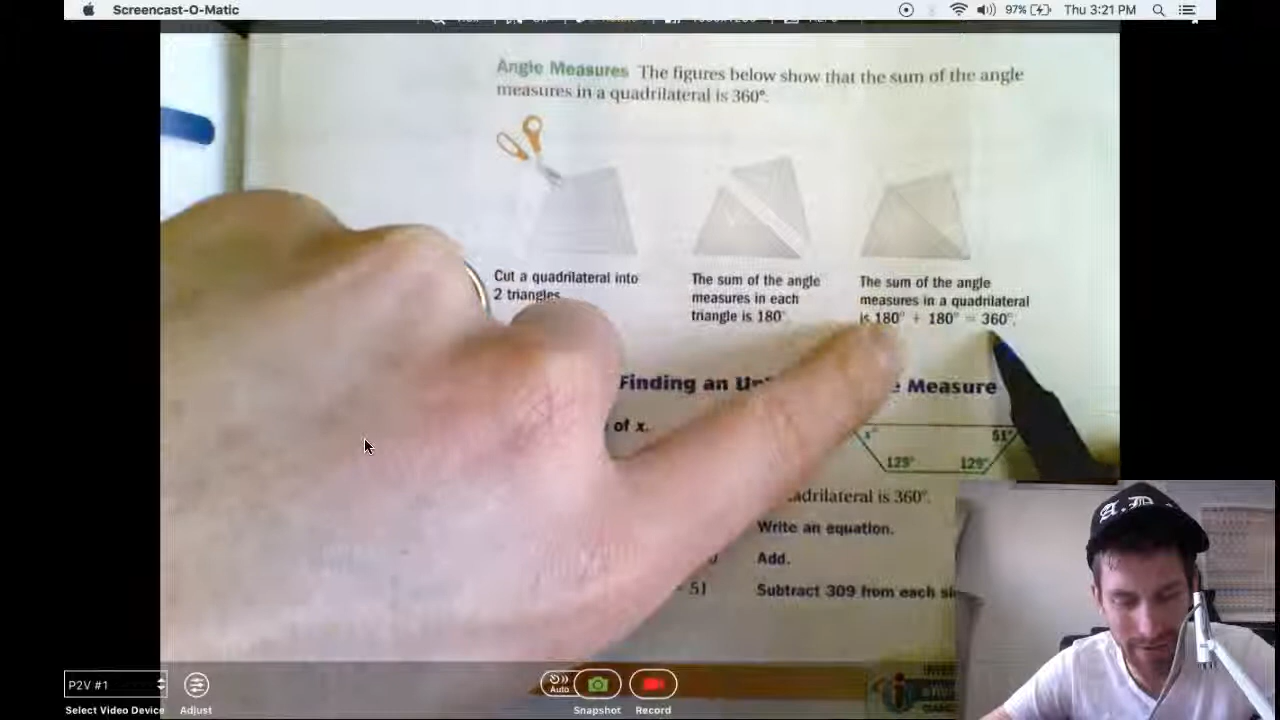 Screencast-O-Matic
97%
Thu 3:21 PM
Angle Measures The figures below show that the sum of the angle
measures in a quadrilateral is 360°.
Cut a quadrilateral into
2 triangles
The sum of the angle
measures in each
triangle is 180°
The sum of the angle
measures in a quadrilateral
is 180° + 180° = 360°.
Finding an
Measure
of x.
x°
51°
129°
129°
is 360°.
Write an equation.
Add.
51
Subtract 309 from each
P2V #1
Auto
Select Video Device
Adjust
Snapshot
Record